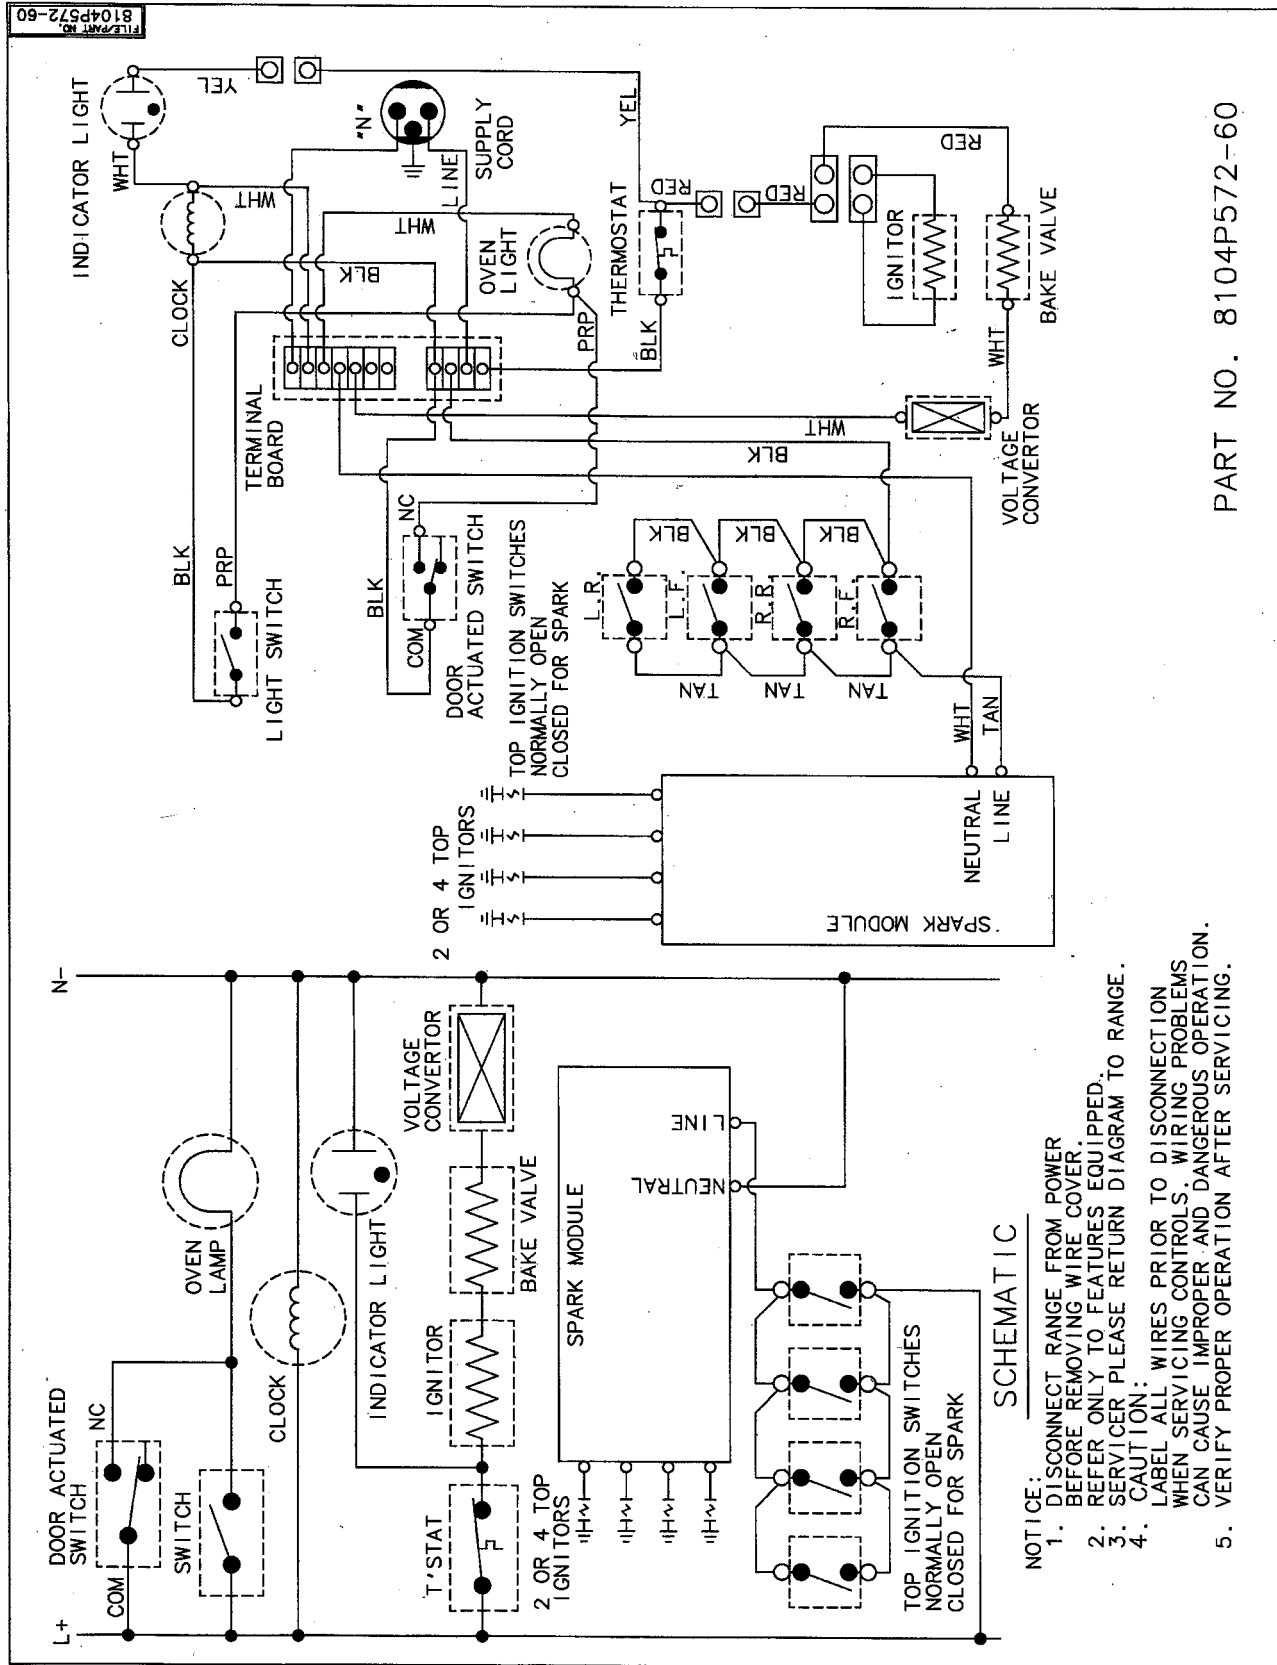 FILE/PART NO.
8104P572-60
INDICATOR LIGHT
YEL
WHT
"N"
SUPPLY
CORD
LINE
WHT
WHT
YEL
CLOCK
BLK
OVEN
LIGHT
THERMOSTAT
RED
RED
RED
PRP
BLK
IGNITOR
BAKE VALVE
WHT
TERMINAL
BOARD
WHT
BLK
VOLTAGE
CONVERTOR
BLK
PRP
LIGHT SWITCH
BLK
NC
COM
DOOR
ACTUATED SWITCH
TOP IGNITION SWITCHES
NORMALLY OPEN
CLOSED FOR SPARK
L.R.
L.F.
R.R.
R.F.
BLK
BLK
BLK
TAN
TAN
TAN
WHT
TAN
2 OR 4 TOP
IGNITORS
NEUTRAL
LINE
SPARK MODULE
PART NO. 8104P572-60
L+
N-
DOOR ACTUATED
SWITCH
NC
COM
SWITCH
OVEN
LAMP
CLOCK
INDICATOR LIGHT
T'STAT
IGNITOR
BAKE VALVE
VOLTAGE
CONVERTOR
2 OR 4 TOP
IGNITORS
SPARK MODULE
LINE
NEUTRAL
TOP IGNITION SWITCHES
NORMALLY OPEN
CLOSED FOR SPARK
SCHEMATIC
NOTICE:
1. DISCONNECT RANGE FROM POWER
BEFORE REMOVING WIRE COVER.
2. REFER ONLY TO FEATURES EQUIPPED.
3. SERVICER PLEASE RETURN DIAGRAM TO RANGE.
4. CAUTION:
LABEL ALL WIRES PRIOR TO DISCONNECTION
WHEN SERVICING CONTROLS. WIRING PROBLEMS
CAN CAUSE IMPROPER AND DANGEROUS OPERATION.
5. VERIFY PROPER OPERATION AFTER SERVICING.